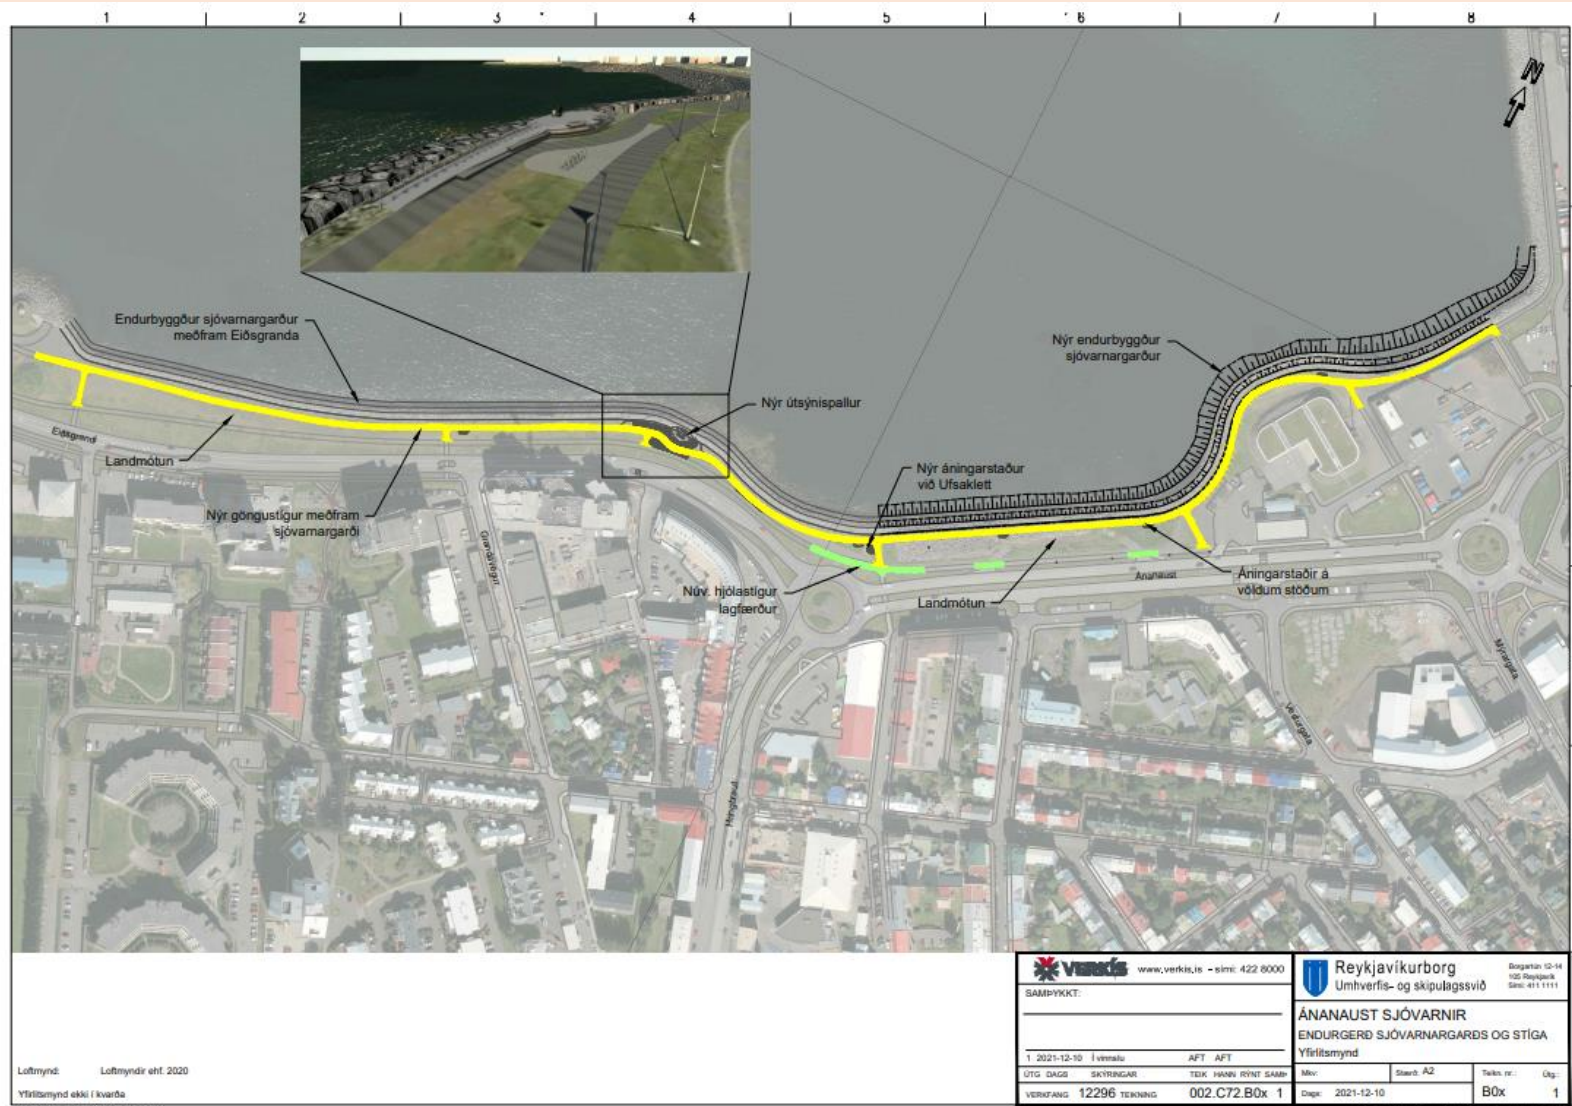 1 2 3 4 5 6 7 8
N
Endurbyggður sjóvarnargarður
meðfram Eiðsgranda
Nýr endurbyggður
sjóvarnargarður
Nýr útsýnispallur
Eiðsgrandi
Landmótun
Nýr áningarstaður
við Ufsaklett
Nýr göngustígur meðfram
sjóvarnargarði
Grandavegur
Ánanaust
Áningarstaðir á
völdum stöðum
Núv. hjólastígur
lagfærður
Landmótun
Mýrargata
Vesturgata
Hringbraut
VERKÍS www.verkis.is - sími: 422 8000
SAMÞYKKT:
1 2021-12-10 Í vinnslu AFT AFT
ÚTG DAGS SKÝRINGAR TEIK HANN RÝNT SAMÞ
VERKFANG 12296 TEIKNING 002.C72.B0x 1
Reykjavíkurborg
Umhverfis- og skipulagssvið
Borgartún 12-14
105 Reykjavík
Sími: 411 1111
ÁNANAUST SJÓVARNIR
ENDURGERÐ SJÓVARNARGARÐS OG STÍGA
Yfirlitsmynd
Mkv: Stærð: A2 Teikn. nr.: Útg.:
Dags: 2021-12-10 B0x 1
Loftmynd: Loftmyndir ehf. 2020
Yfirlitsmynd ekki í kvarða